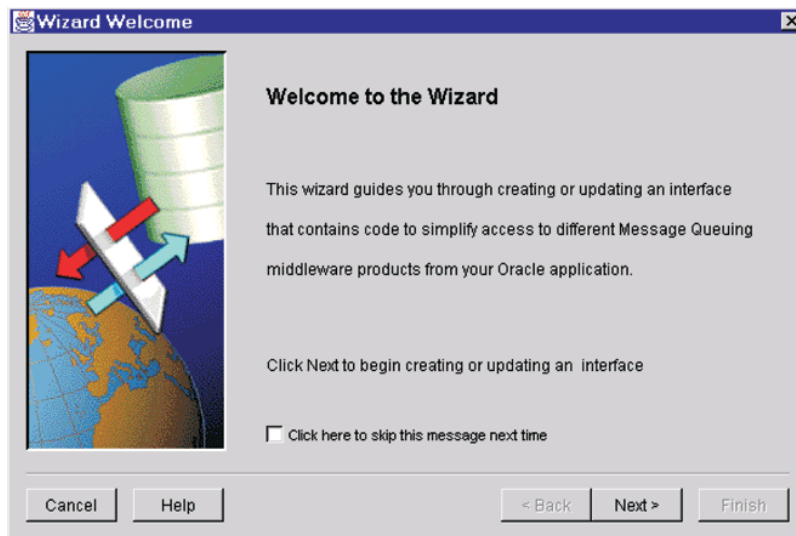 Wizard Welcome
Welcome to the Wizard
This wizard guides you through creating or updating an interface
that contains code to simplify access to different Message Queuing
middleware products from your Oracle application.
Click Next to begin creating or updating an interface
Click here to skip this message next time
Cancel Help < Back Next > Finish